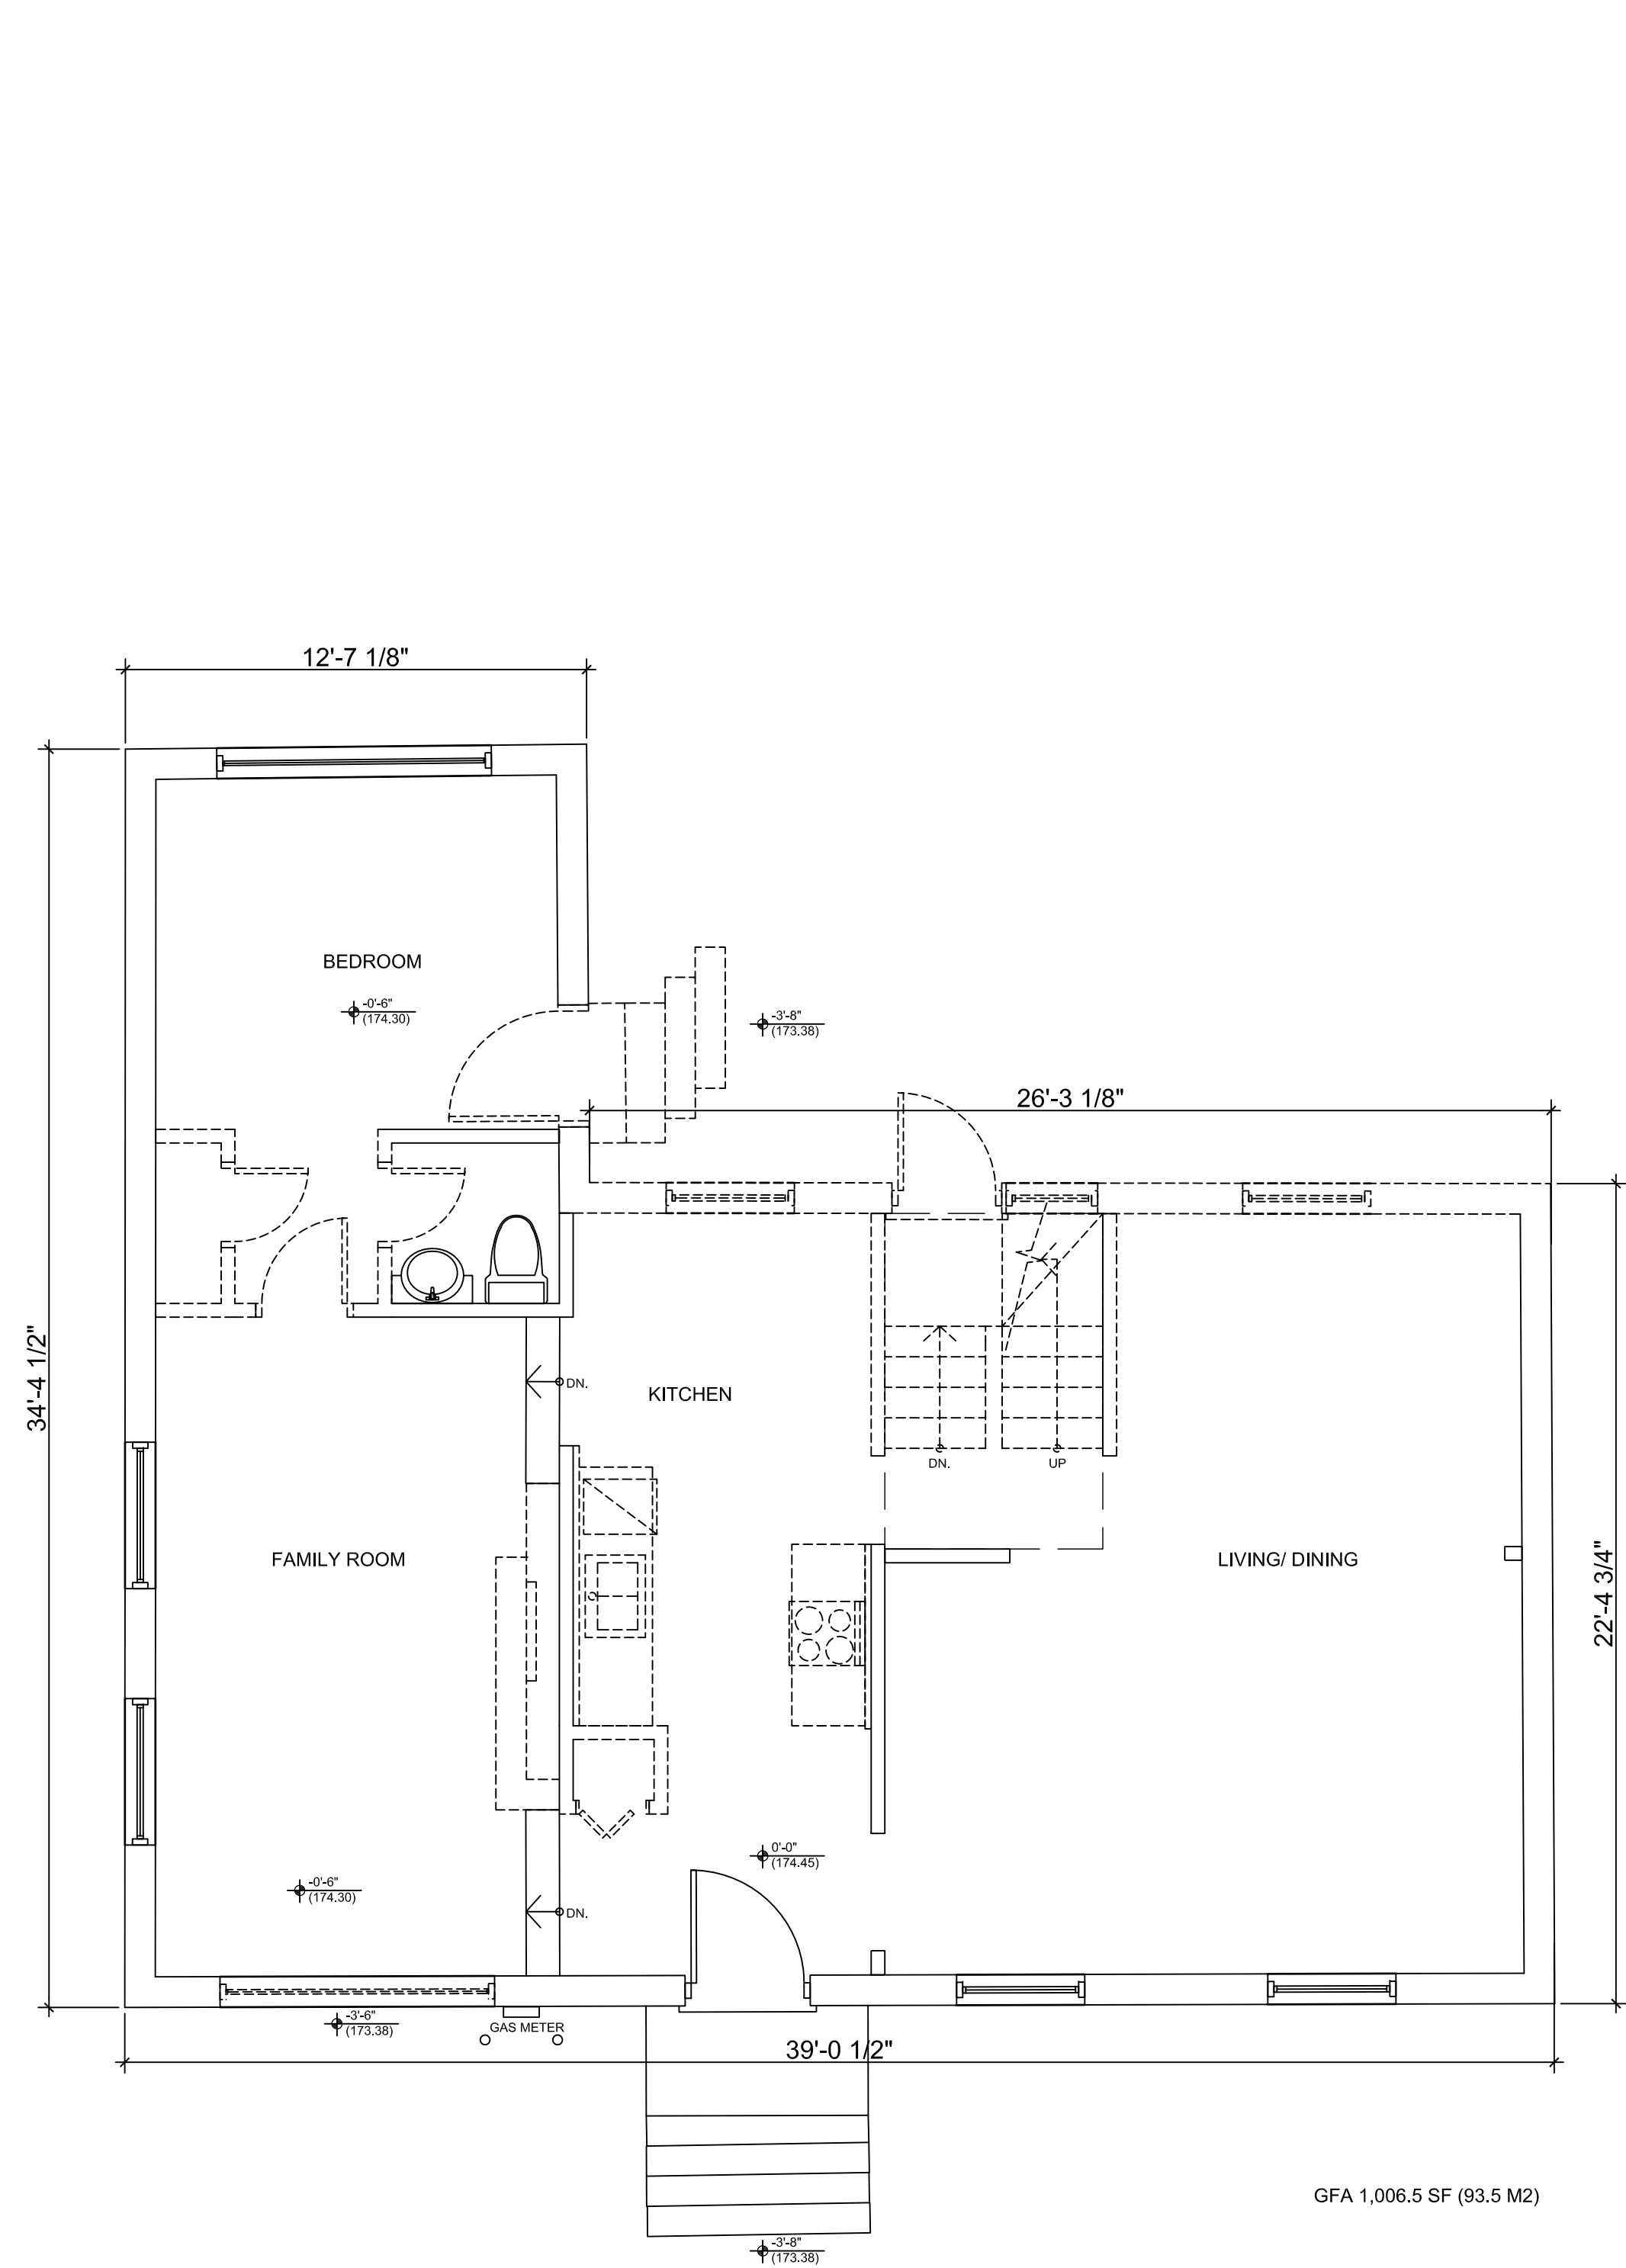 12'-7 1/8"
BEDROOM
-0'-6"
(174.30)
-3'-8"
(173.38)
26'-3 1/8"
34'-4 1/2"
DN.
KITCHEN
DN.
UP
FAMILY ROOM
LIVING/ DINING
22'-4 3/4"
0'-0"
(174.45)
-0'-6"
(174.30)
DN.
-3'-6"
(173.38)
GAS METER
39'-0 1/2"
GFA 1,006.5 SF (93.5 M2)
-3'-8"
(173.38)